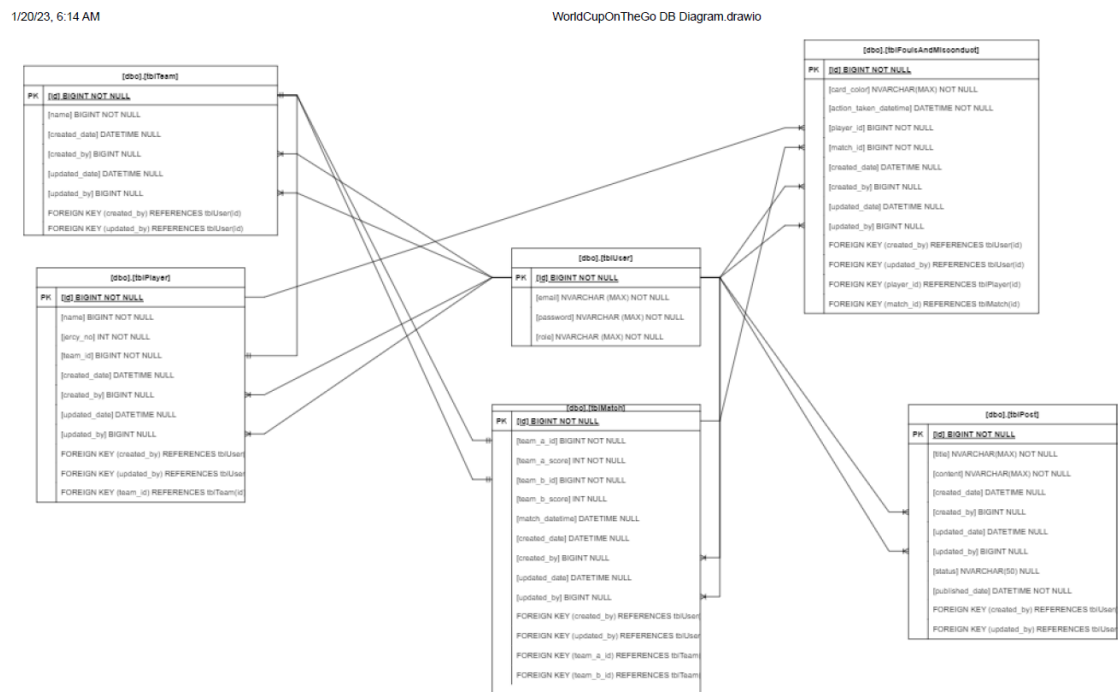 1/20/23, 6:14 AM
WorldCupOnTheGo DB Diagram.drawio
[dbo].[tblTeam]
PK [id] BIGINT NOT NULL
[name] BIGINT NOT NULL
[created_date] DATETIME NULL
[created_by] BIGINT NULL
[updated_date] DATETIME NULL
[updated_by] BIGINT NULL
FOREIGN KEY (created_by) REFERENCES tblUser(id)
FOREIGN KEY (updated_by) REFERENCES tblUser(id)
[dbo].[tblPlayer]
PK [id] BIGINT NOT NULL
[name] BIGINT NOT NULL
[jercy_no] INT NOT NULL
[team_id] BIGINT NOT NULL
[created_date] DATETIME NULL
[created_by] BIGINT NULL
[updated_date] DATETIME NULL
[updated_by] BIGINT NULL
FOREIGN KEY (created_by) REFERENCES tblUser
FOREIGN KEY (updated_by) REFERENCES tblUser
FOREIGN KEY (team_id) REFERENCES tblTeam(id
[dbo].[tblUser]
PK [id] BIGINT NOT NULL
[email] NVARCHAR (MAX) NOT NULL
[password] NVARCHAR (MAX) NOT NULL
[role] NVARCHAR (MAX) NOT NULL
[dbo].[tblMatch]
PK [id] BIGINT NOT NULL
[team_a_id] BIGINT NOT NULL
[team_a_score] INT NOT NULL
[team_b_id] BIGINT NOT NULL
[team_b_score] INT NULL
[match_datetime] DATETIME NULL
[created_date] DATETIME NULL
[created_by] BIGINT NULL
[updated_date] DATETIME NULL
[updated_by] BIGINT NULL
FOREIGN KEY (created_by) REFERENCES tblUser
FOREIGN KEY (updated_by) REFERENCES tblUser
FOREIGN KEY (team_a_id) REFERENCES tblTeam(
FOREIGN KEY (team_b_id) REFERENCES tblTeam(
[dbo].[tblFoulsAndMisconduct]
PK [id] BIGINT NOT NULL
[card_color] NVARCHAR(MAX) NOT NULL
[action_taken_datetime] DATETIME NOT NULL
[player_id] BIGINT NOT NULL
[match_id] BIGINT NOT NULL
[created_date] DATETIME NULL
[created_by] BIGINT NULL
[updated_date] DATETIME NULL
[updated_by] BIGINT NULL
FOREIGN KEY (created_by) REFERENCES tblUser(id)
FOREIGN KEY (updated_by) REFERENCES tblUser(id)
FOREIGN KEY (player_id) REFERENCES tblPlayer(id)
FOREIGN KEY (match_id) REFERENCES tblMatch(id)
[dbo].[tblPost]
PK [id] BIGINT NOT NULL
[title] NVARCHAR(MAX) NOT NULL
[content] NVARCHAR(MAX) NOT NULL
[created_date] DATETIME NULL
[created_by] BIGINT NULL
[updated_date] DATETIME NULL
[updated_by] BIGINT NULL
[status] NVARCHAR(50) NULL
[published_date] DATETIME NOT NULL
FOREIGN KEY (created_by) REFERENCES tblUser(
FOREIGN KEY (updated_by) REFERENCES tblUser